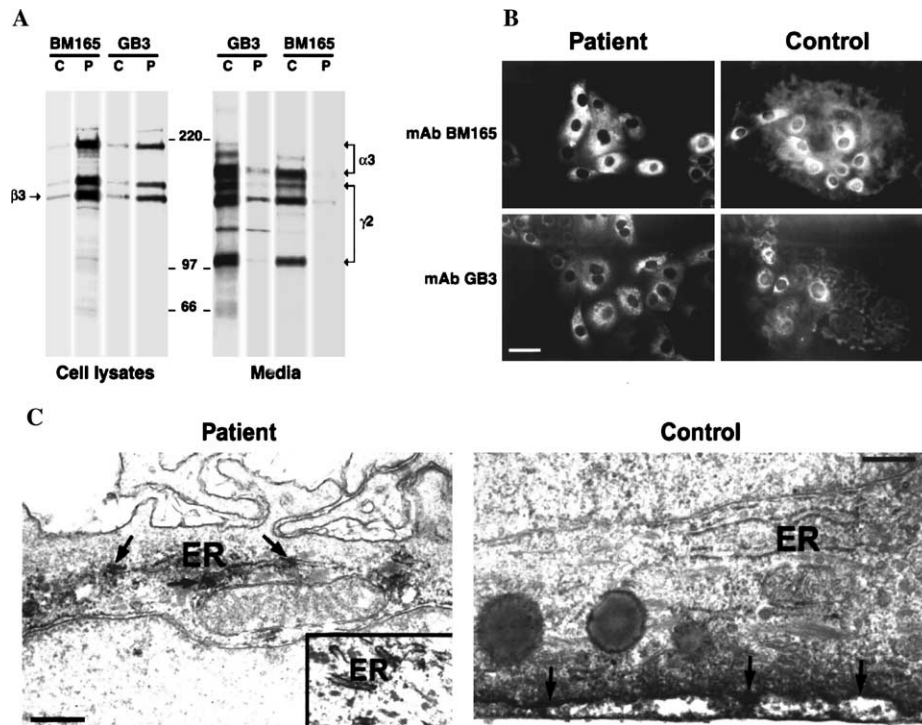 A
BM165 GB3 GB3 BM165
C P C P C P C P
220
α3
β3
γ2
97
66
Cell lysates Media
B
Patient Control
mAb BM165
mAb GB3
C
Patient Control
ER
ER
ER